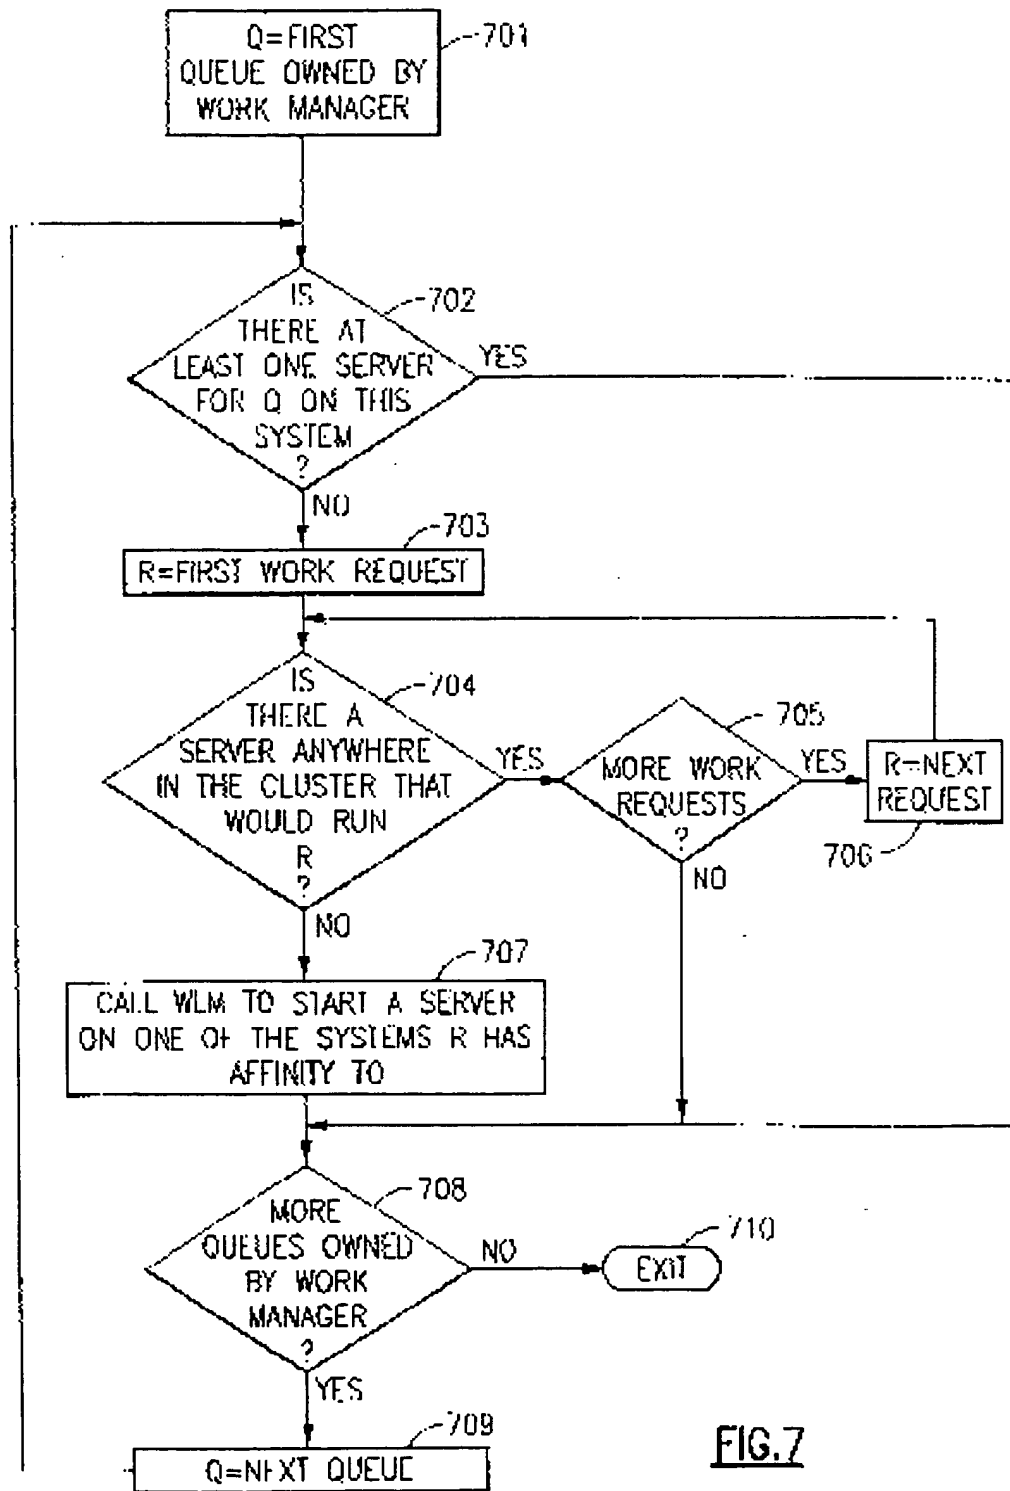 Q=FIRST
QUEUE OWNED BY
WORK MANAGER
701
IS
THERE AT
LEAST ONE SERVER
FOR Q ON THIS
SYSTEM
?
702
YES
NO
703
R=FIRST WORK REQUEST
IS
THERE A
SERVER ANYWHERE
IN THE CLUSTER THAT
WOULD RUN
R
?
704
YES
NO
MORE WORK
REQUESTS
?
705
YES
NO
R=NEXT
REQUEST
706
707
CALL WLM TO START A SERVER
ON ONE OF THE SYSTEMS R HAS
AFFINITY TO
MORE
QUEUES OWNED
BY WORK
MANAGER
?
708
NO
710
EXIT
YES
709
Q=NEXT QUEUE
FIG.7